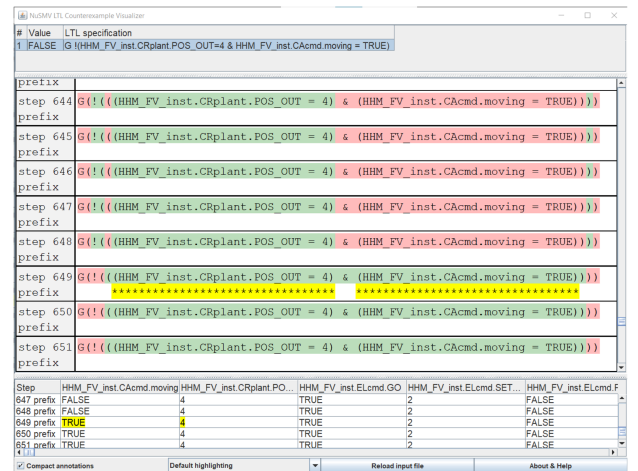 NuSMV LTL Counterexample Visualizer
# Value LTL specification
1 FALSE G !(HHM_FV_inst.CRplant.POS_OUT=4 & HHM_FV_inst.CAcmd.moving = TRUE)
prefix
step 644 G(!(((HHM_FV_inst.CRplant.POS_OUT = 4) & (HHM_FV_inst.CAcmd.moving = TRUE))))
prefix
step 645 G(!(((HHM_FV_inst.CRplant.POS_OUT = 4) & (HHM_FV_inst.CAcmd.moving = TRUE))))
prefix
step 646 G(!(((HHM_FV_inst.CRplant.POS_OUT = 4) & (HHM_FV_inst.CAcmd.moving = TRUE))))
prefix
step 647 G(!(((HHM_FV_inst.CRplant.POS_OUT = 4) & (HHM_FV_inst.CAcmd.moving = TRUE))))
prefix
step 648 G(!(((HHM_FV_inst.CRplant.POS_OUT = 4) & (HHM_FV_inst.CAcmd.moving = TRUE))))
prefix
step 649 G(!(((HHM_FV_inst.CRplant.POS_OUT = 4) & (HHM_FV_inst.CAcmd.moving = TRUE))))
prefix ********************************* *********************************
step 650 G(!(((HHM_FV_inst.CRplant.POS_OUT = 4) & (HHM_FV_inst.CAcmd.moving = TRUE))))
prefix
step 651 G(!(((HHM_FV_inst.CRplant.POS_OUT = 4) & (HHM_FV_inst.CAcmd.moving = TRUE))))
prefix
Step HHM_FV_inst.CAcmd.moving HHM_FV_inst.CRplant.PO... HHM_FV_inst.ELcmd.GO HHM_FV_inst.ELcmd.SET... HHM_FV_inst.ELcmd.F
647 prefix FALSE 4 TRUE 2 FALSE
648 prefix FALSE 4 TRUE 2 FALSE
649 prefix TRUE 4 TRUE 2 FALSE
650 prefix TRUE 4 TRUE 2 FALSE
651 prefix TRUE 4 TRUE 2 FALSE
Compact annotations Default highlighting Reload input file About & Help